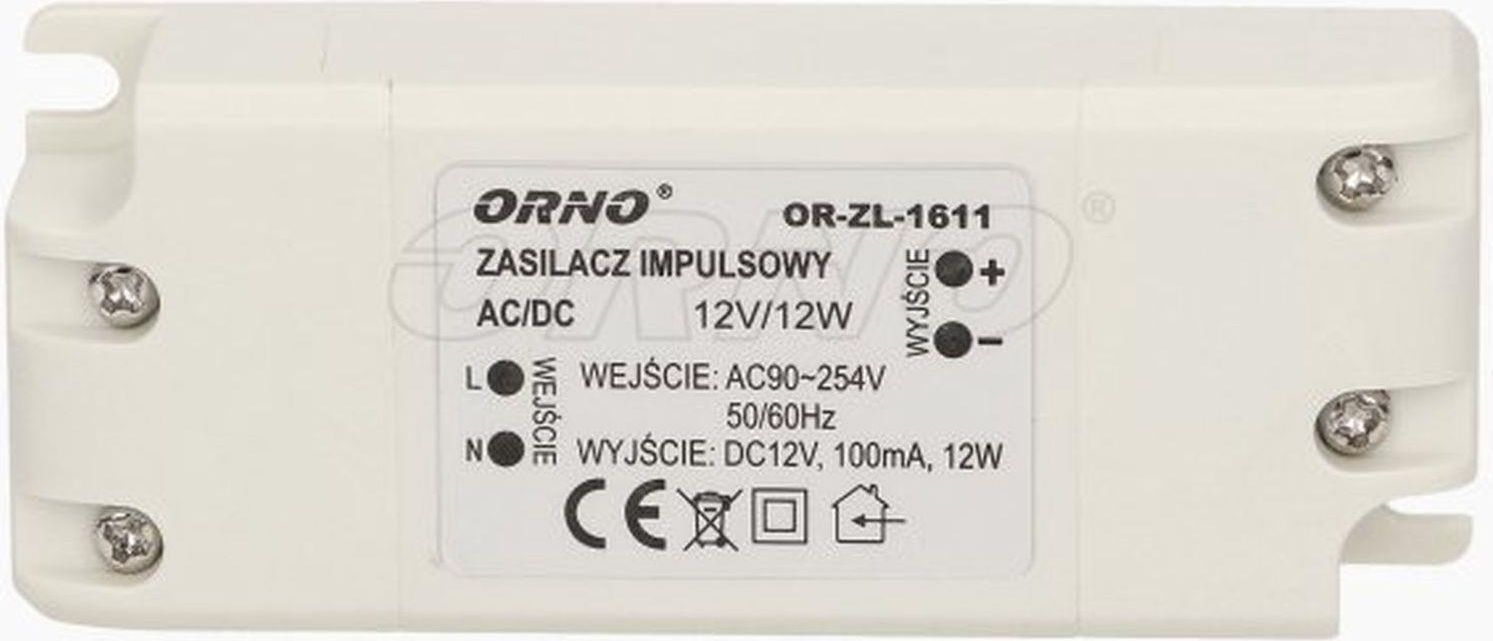 ORNO® OR-ZL-1611
ZASILACZ IMPULSOWY
AC/DC 12V/12W
WYJŚCIE + −
L N WEJŚCIE
WEJŚCIE: AC90~254V
50/60Hz
WYJŚCIE: DC12V, 100mA, 12W
CE
ORNO®